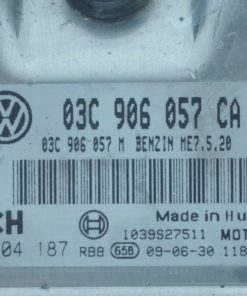 03C 906 057 CA
03C 906 057 M BENZIN ME7.5.20
CH
Made in Hu
1039S27511 MOT
04 187 RB8 658 09-06-30 118